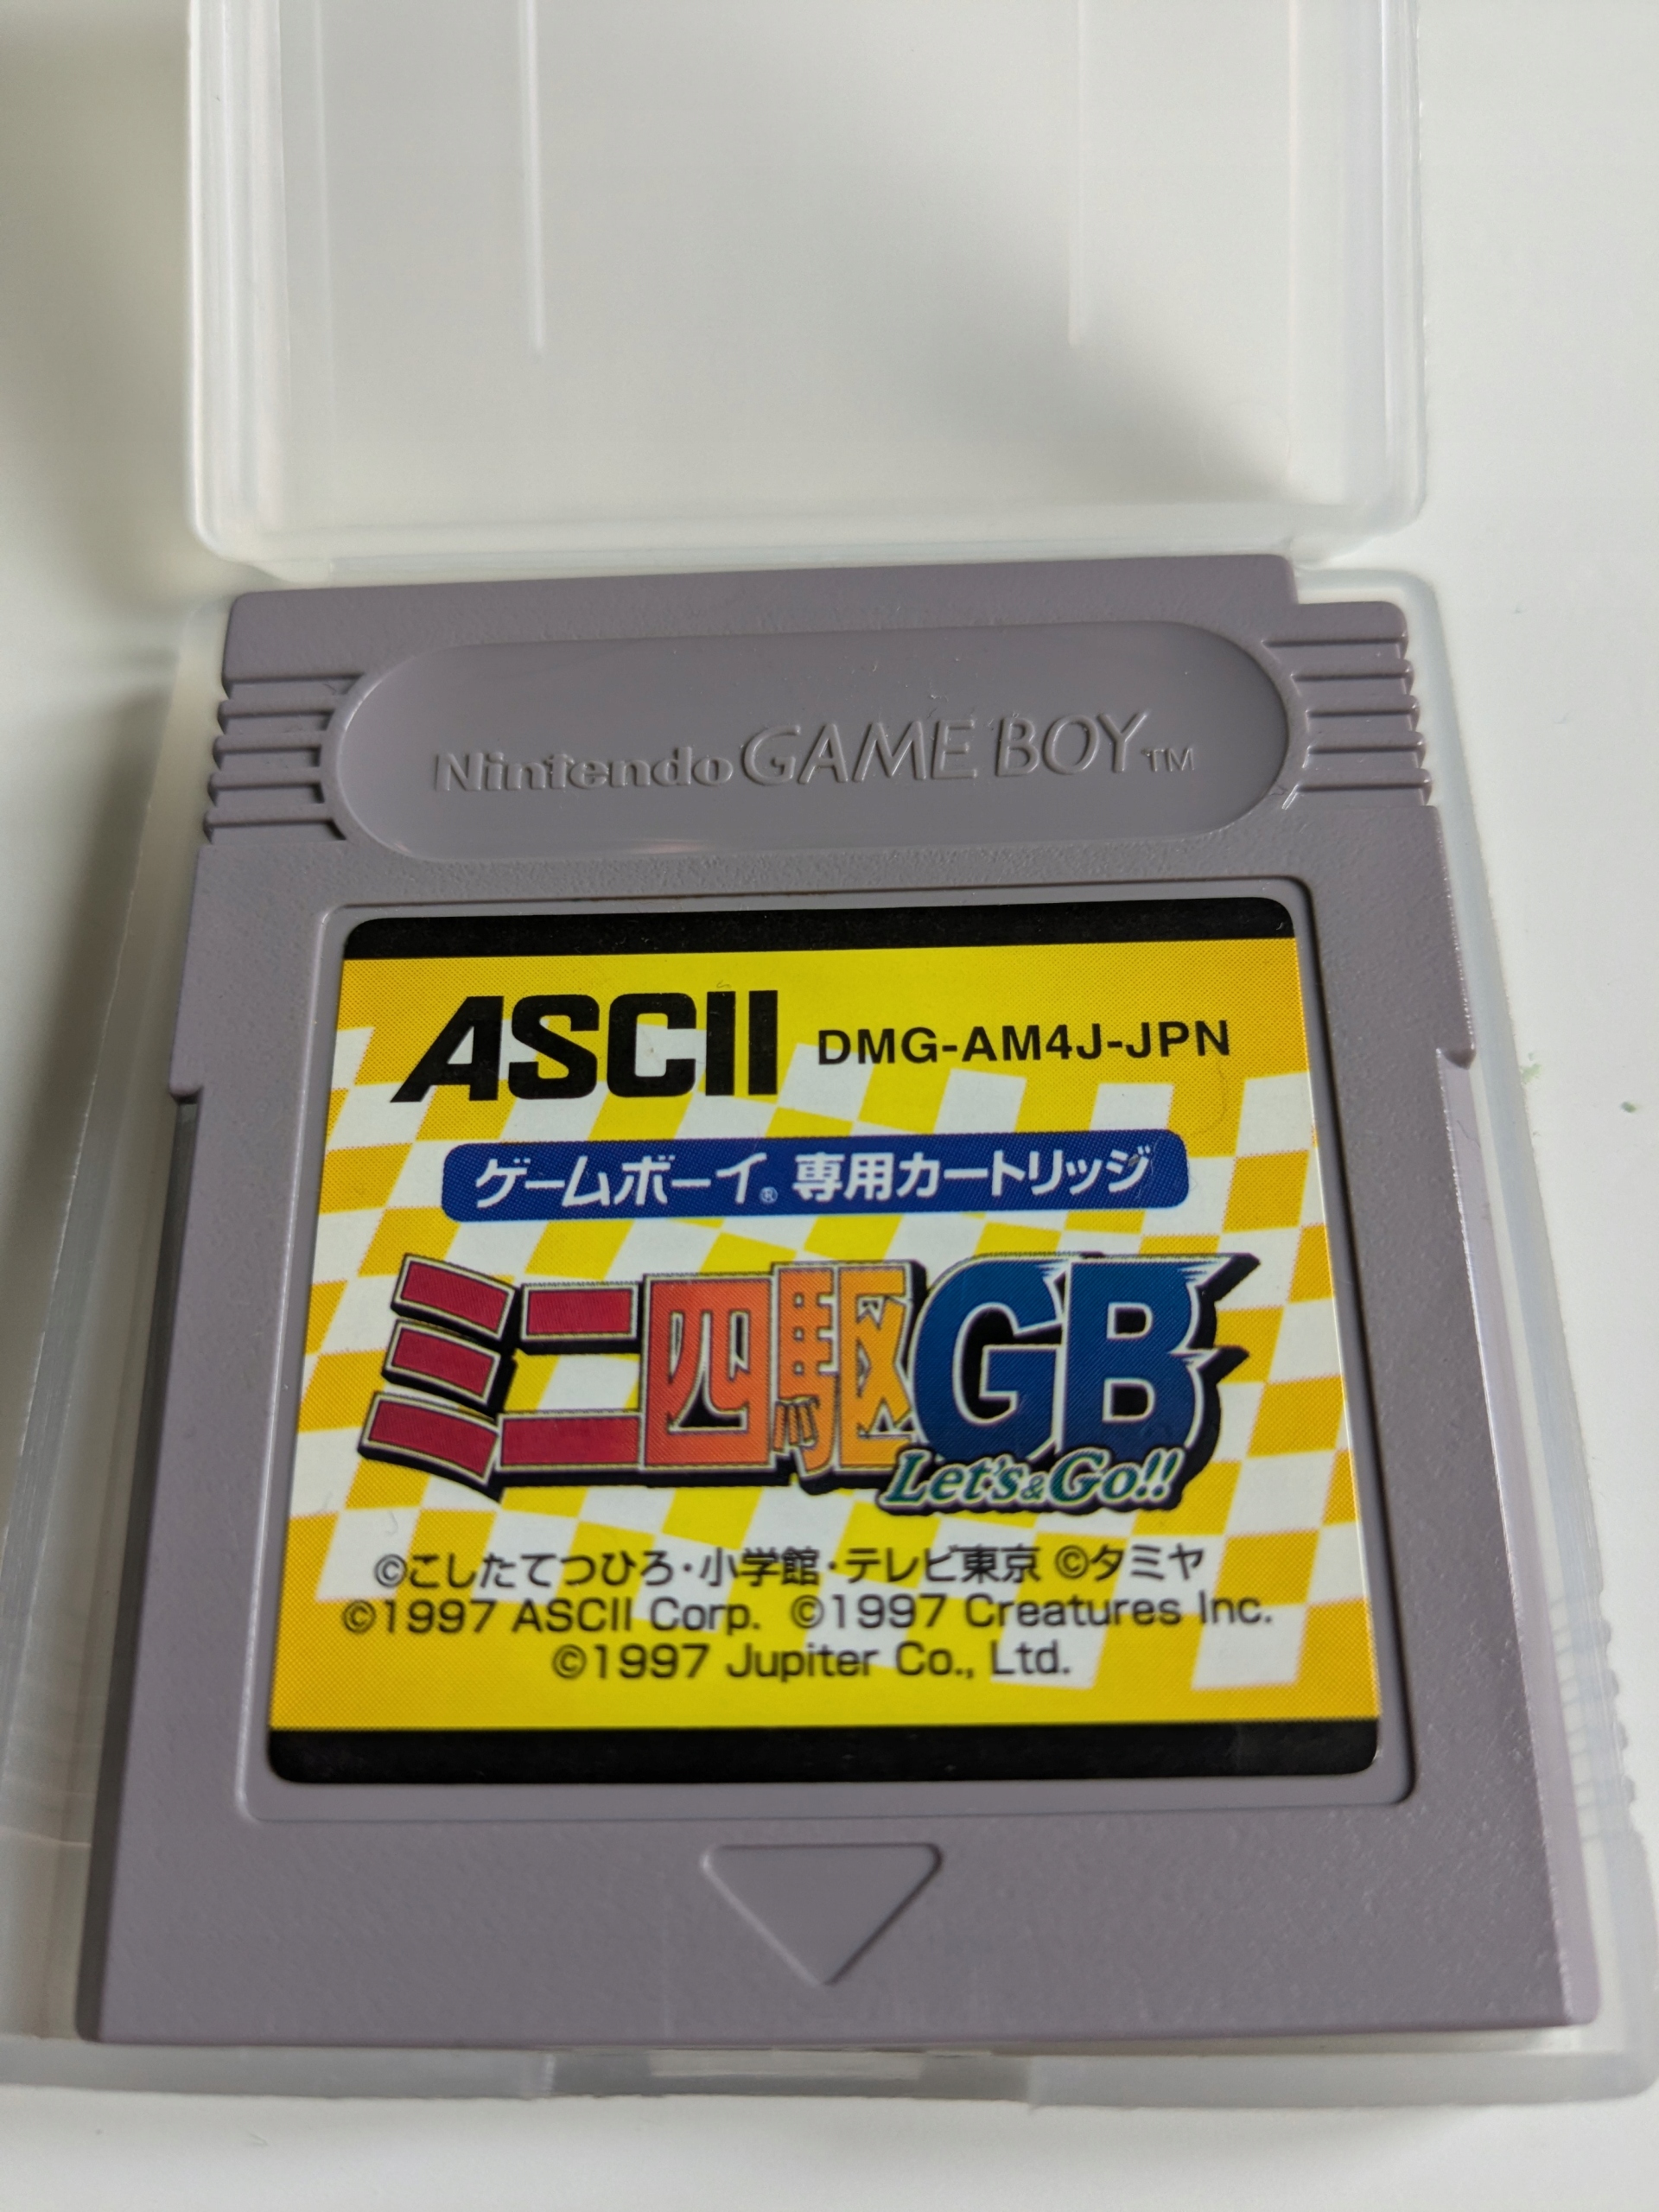 Nintendo GAME BOY TM
ASCII DMG-AM4J-JPN
ゲームボーイ® 専用カートリッジ
ミニ四駆GB
Let's&Go!!
©こしたてつひろ・小学館・テレビ東京 ©タミヤ
©1997 ASCII Corp. ©1997 Creatures Inc.
©1997 Jupiter Co., Ltd.